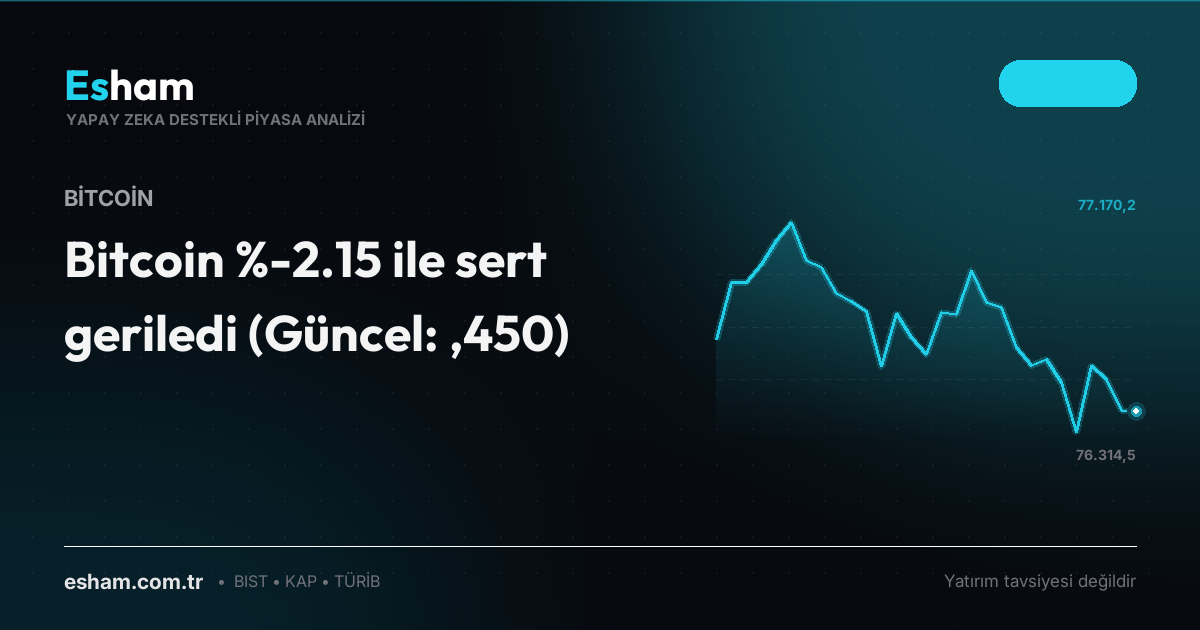 Esham
YAPAY ZEKA DESTEKLİ PİYASA ANALİZİ
BİTCOİN
Bitcoin %-2.15 ile sert
geriledi (Güncel: ,450)
77.170,2
76.314,5
esham.com.tr • BIST • KAP • TÜRİB
Yatırım tavsiyesi değildir